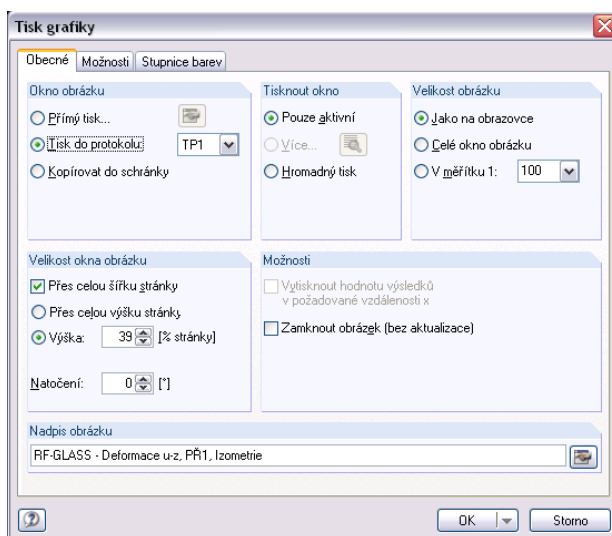 Tisk grafiky
Obecné Možnosti Stupnice barev
Okno obrázku
Přímý tisk...
Tisk do protokolu: TP1
Kopírovat do schránky
Tisknout okno
Pouze aktivní
Více...
Hromadný tisk
Velikost obrázku
Jako na obrazovce
Celé okno obrázku
V měřítku 1: 100
Velikost okna obrázku
Přes celou šířku stránky
Přes celou výšku stránky
Výška: 39 [% stránky]
Natočení: 0 [°]
Možnosti
Vytisknout hodnotu výsledků
v požadované vzdálenosti x
Zamknout obrázek (bez aktualizace)
Nadpis obrázku
RF-GLASS - Deformace u-z, PŘ1, Izometrie
OK Storno